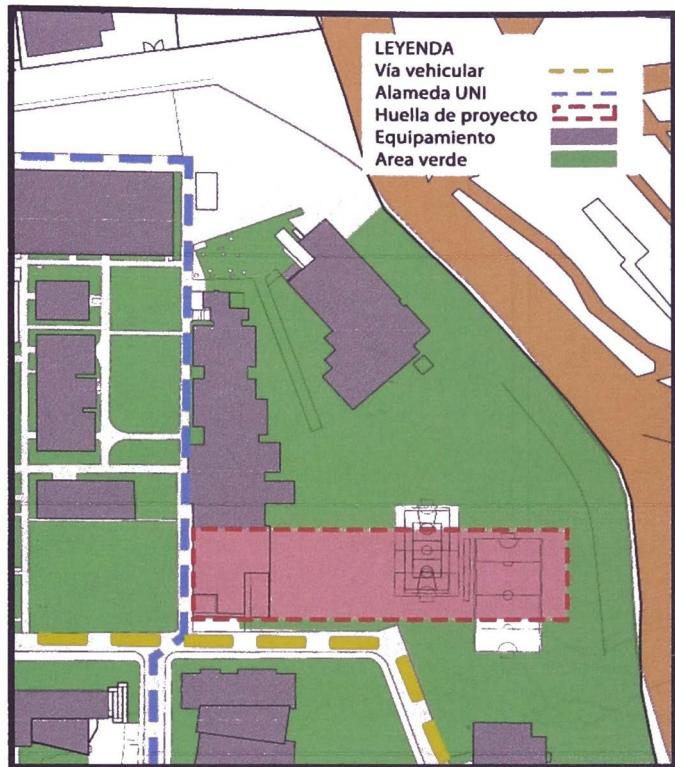 LEYENDA
Vía vehicular
Alameda UNI
Huella de proyecto
Equipamiento
Area verde